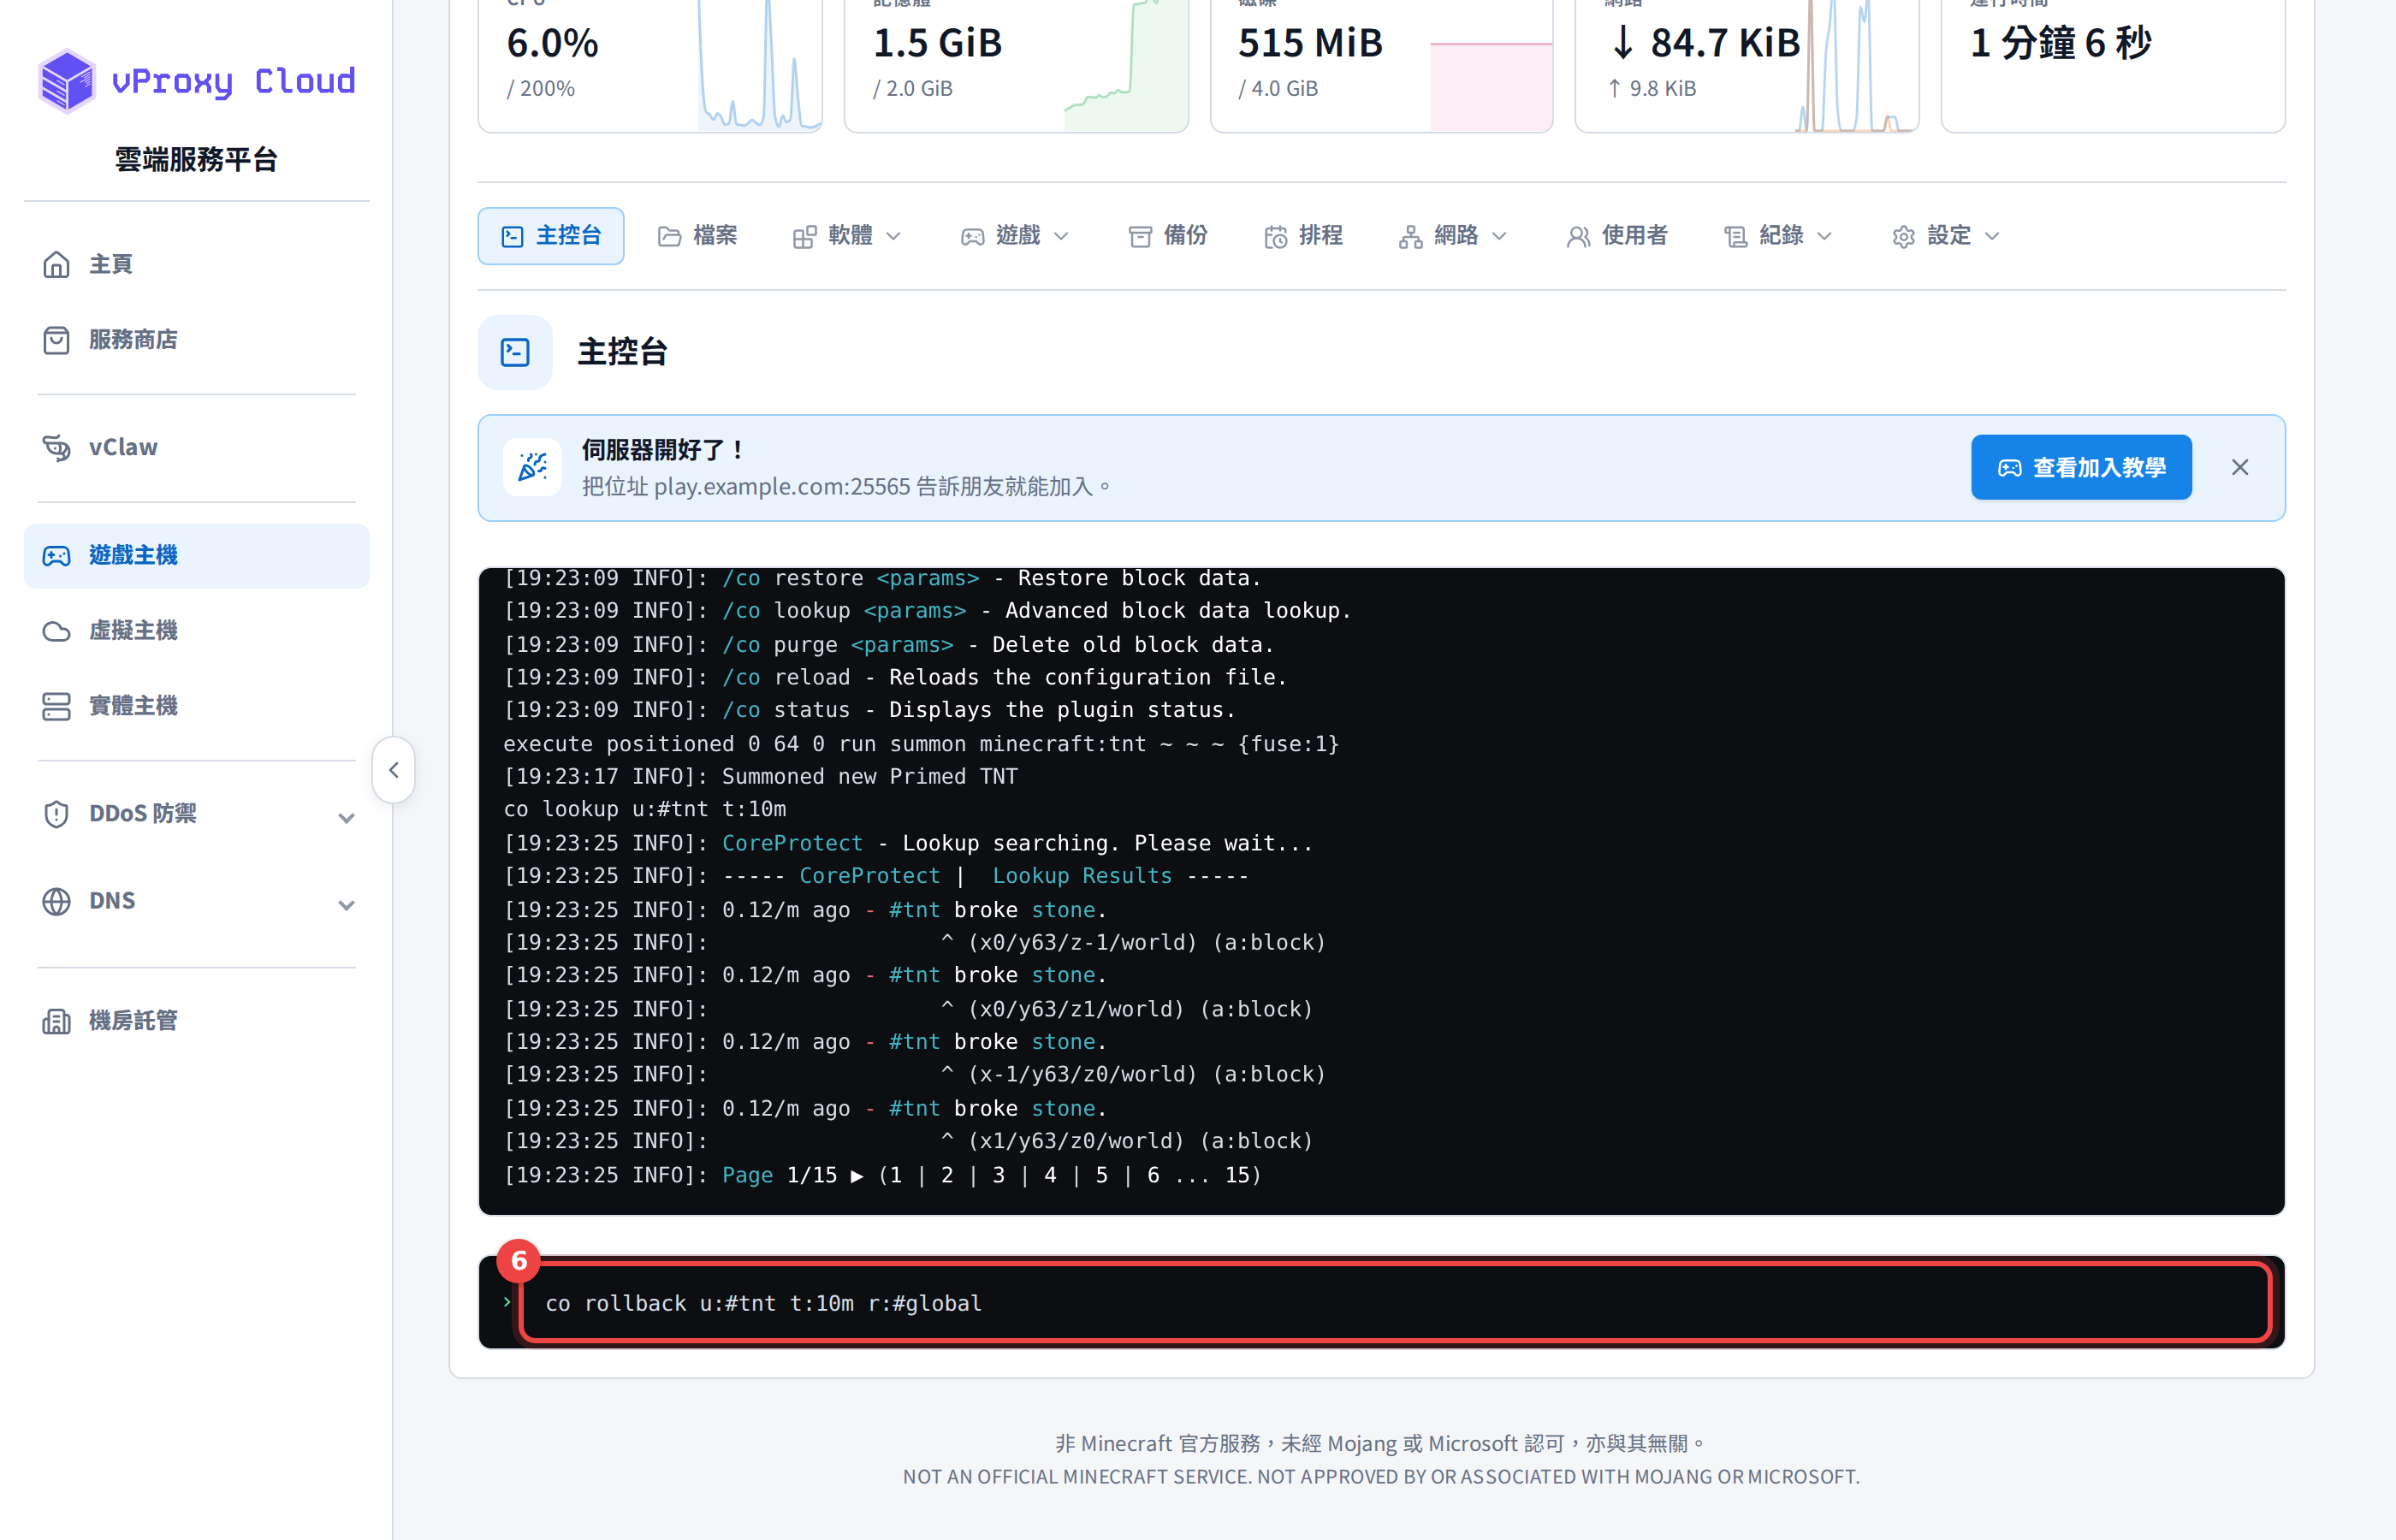 vProxy Cloud
雲端服務平台
主頁
服務商店
vClaw
遊戲主機
虛擬主機
實體主機
DDoS 防禦
DNS
機房託管
6.0%
/ 200%
1.5 GiB
/ 2.0 GiB
515 MiB
/ 4.0 GiB
↓ 84.7 KiB
↑ 9.8 KiB
1 分鐘 6 秒
主控台
檔案
軟體
遊戲
備份
排程
網路
使用者
紀錄
設定
主控台
伺服器開好了！
把位址 play.example.com:25565 告訴朋友就能加入。
查看加入教學
[19:23:09 INFO]: /co restore <params> - Restore block data.
[19:23:09 INFO]: /co lookup <params> - Advanced block data lookup.
[19:23:09 INFO]: /co purge <params> - Delete old block data.
[19:23:09 INFO]: /co reload - Reloads the configuration file.
[19:23:09 INFO]: /co status - Displays the plugin status.
execute positioned 0 64 0 run summon minecraft:tnt ~ ~ ~ {fuse:1}
[19:23:17 INFO]: Summoned new Primed TNT
co lookup u:#tnt t:10m
[19:23:25 INFO]: CoreProtect - Lookup searching. Please wait...
[19:23:25 INFO]: ----- CoreProtect | Lookup Results -----
[19:23:25 INFO]: 0.12/m ago - #tnt broke stone.
[19:23:25 INFO]: ^ (x0/y63/z-1/world) (a:block)
[19:23:25 INFO]: 0.12/m ago - #tnt broke stone.
[19:23:25 INFO]: ^ (x0/y63/z1/world) (a:block)
[19:23:25 INFO]: 0.12/m ago - #tnt broke stone.
[19:23:25 INFO]: ^ (x-1/y63/z0/world) (a:block)
[19:23:25 INFO]: 0.12/m ago - #tnt broke stone.
[19:23:25 INFO]: ^ (x1/y63/z0/world) (a:block)
[19:23:25 INFO]: Page 1/15 ▶ (1 | 2 | 3 | 4 | 5 | 6 ... 15)
6
› co rollback u:#tnt t:10m r:#global
非 Minecraft 官方服務，未經 Mojang 或 Microsoft 認可，亦與其無關。
NOT AN OFFICIAL MINECRAFT SERVICE. NOT APPROVED BY OR ASSOCIATED WITH MOJANG OR MICROSOFT.